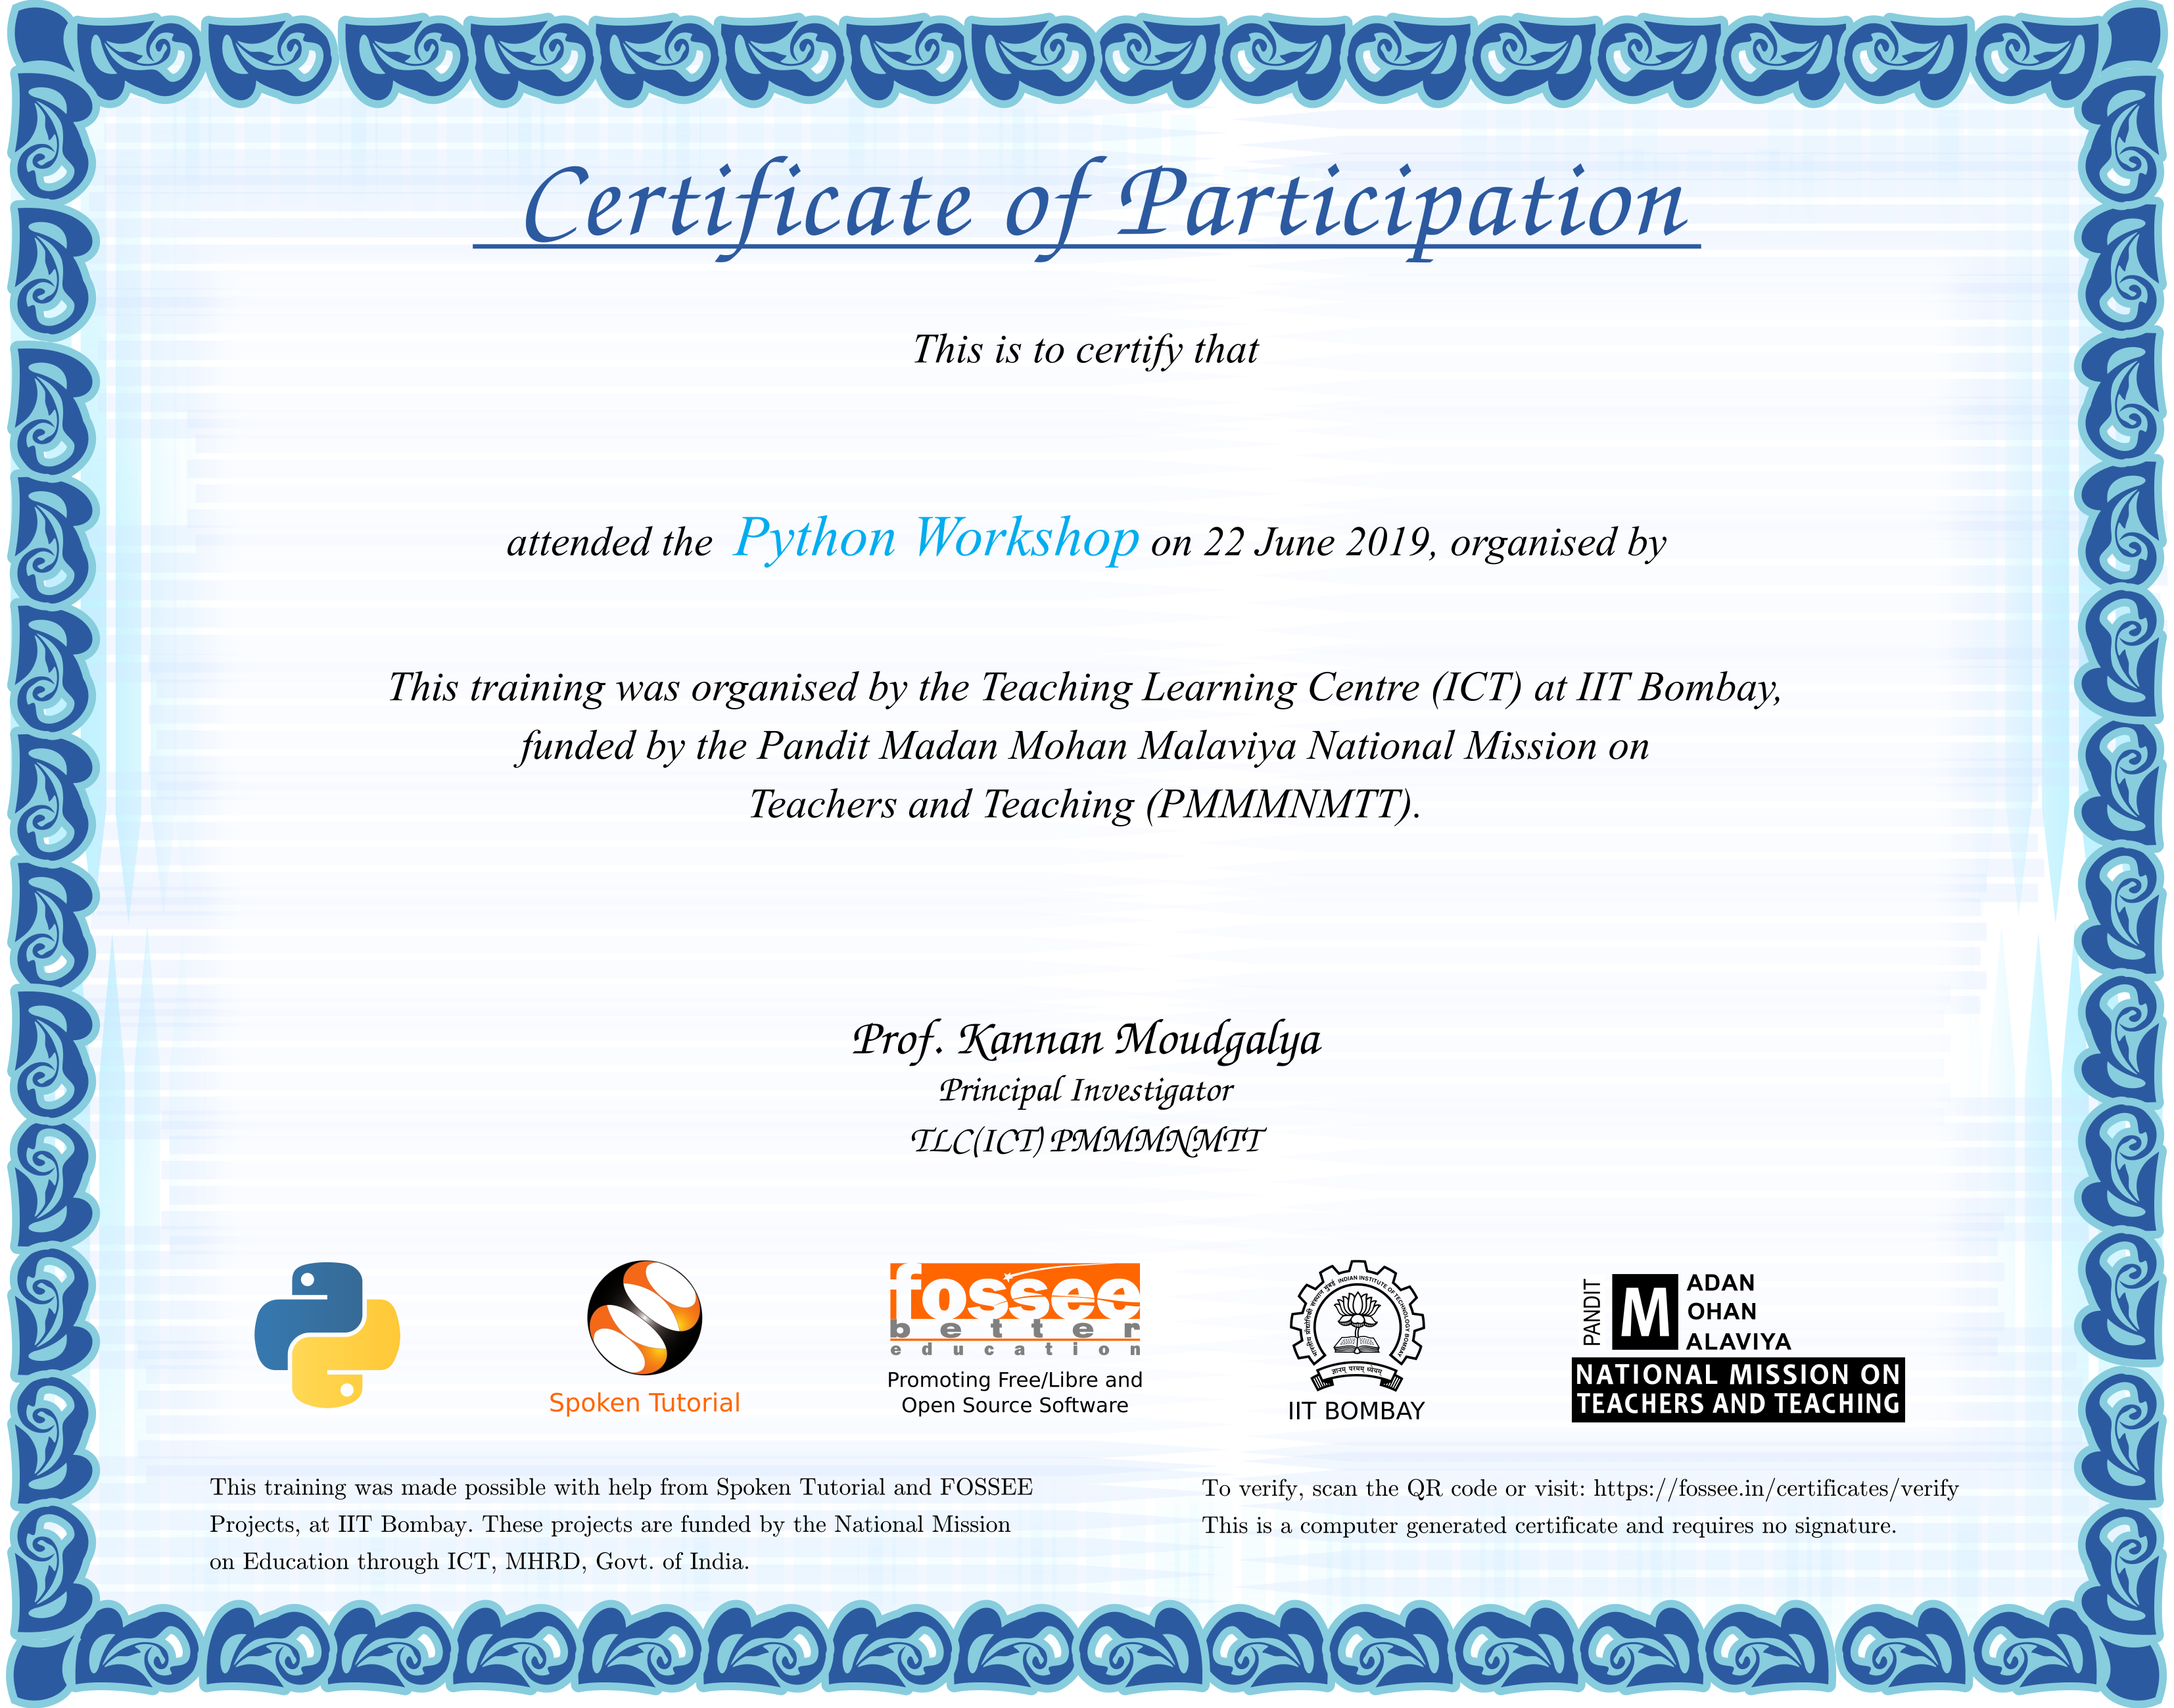 Certificate of Participation
This is to certify that
attended the Python Workshop on 22 June 2019, organised by
This training was organised by the Teaching Learning Centre (ICT) at IIT Bombay,
funded by the Pandit Madan Mohan Malaviya National Mission on
Teachers and Teaching (PMMMNMTT).
Prof. Kannan Moudgalya
Principal Investigator
TLC(ICT) PMMMNMTT
Spoken Tutorial
fossee
better
education
Promoting Free/Libre and
Open Source Software
भारतीय प्रौद्योगिकी संस्थान मुंबई INDIAN INSTITUTE OF TECHNOLOGY BOMBAY
ज्ञानम् परमम् ध्येयम्
IIT BOMBAY
PANDIT
M ADAN
OHAN
ALAVIYA
NATIONAL MISSION ON
TEACHERS AND TEACHING
This training was made possible with help from Spoken Tutorial and FOSSEE
Projects, at IIT Bombay. These projects are funded by the National Mission
on Education through ICT, MHRD, Govt. of India.
To verify, scan the QR code or visit: https://fossee.in/certificates/verify
This is a computer generated certificate and requires no signature.